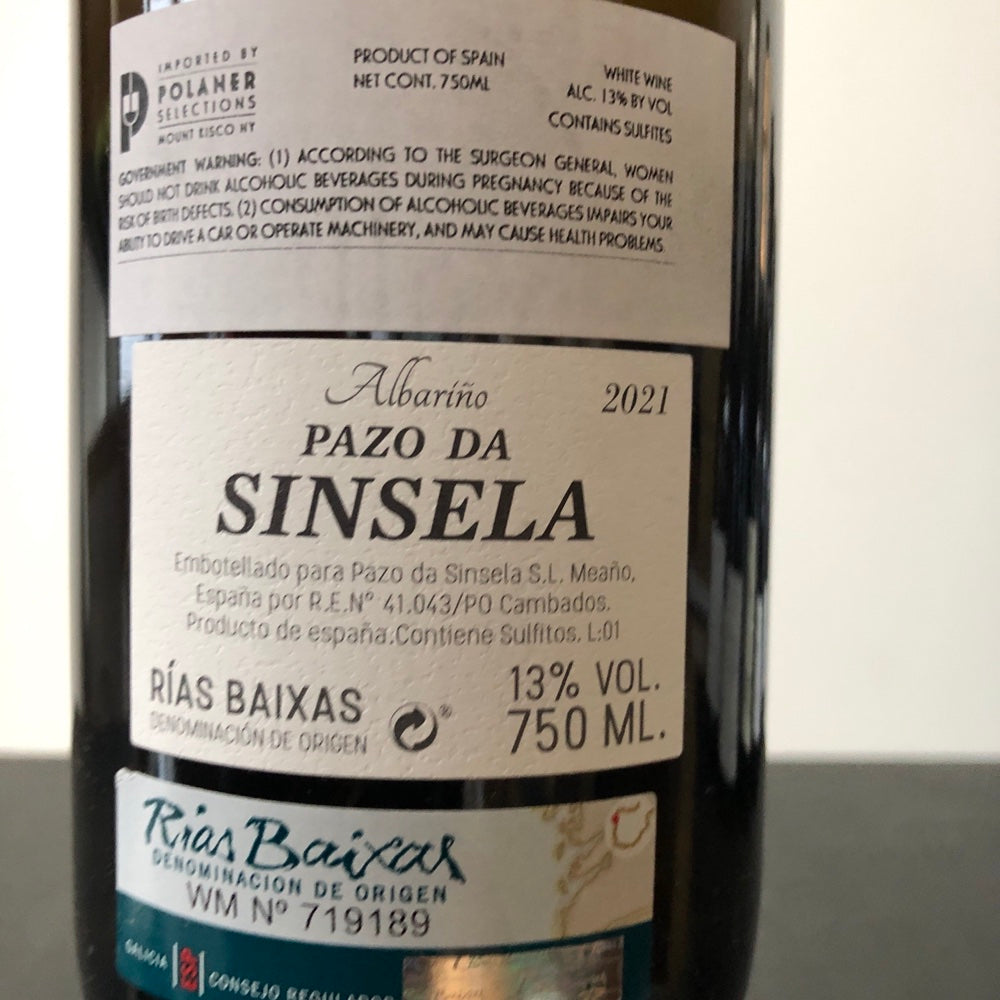 IMPORTED BY
POLANER
SELECTIONS
MOUNT KISCO NY
PRODUCT OF SPAIN
NET CONT. 750ML
WHITE WINE
ALC. 13% BY VOL
CONTAINS SULFITES
GOVERNMENT WARNING: (1) ACCORDING TO THE SURGEON GENERAL, WOMEN
SHOULD NOT DRINK ALCOHOLIC BEVERAGES DURING PREGNANCY BECAUSE OF THE
RISK OF BIRTH DEFECTS. (2) CONSUMPTION OF ALCOHOLIC BEVERAGES IMPAIRS YOUR
ABILITY TO DRIVE A CAR OR OPERATE MACHINERY, AND MAY CAUSE HEALTH PROBLEMS.
Albaríño 2021
PAZO DA
SINSELA
Embotellado para Pazo da Sinsela S.L. Meaño,
España por R.E.Nº 41.043/PO Cambados.
Producto de españa.Contiene Sulfitos. L:01
RÍAS BAIXAS
DENOMINACIÓN DE ORIGEN
13% VOL.
750 ML.
Rías Baixas
DENOMINACION DE ORIGEN
WM Nº 719189
GALICIA
CONSEJO REGULADOR